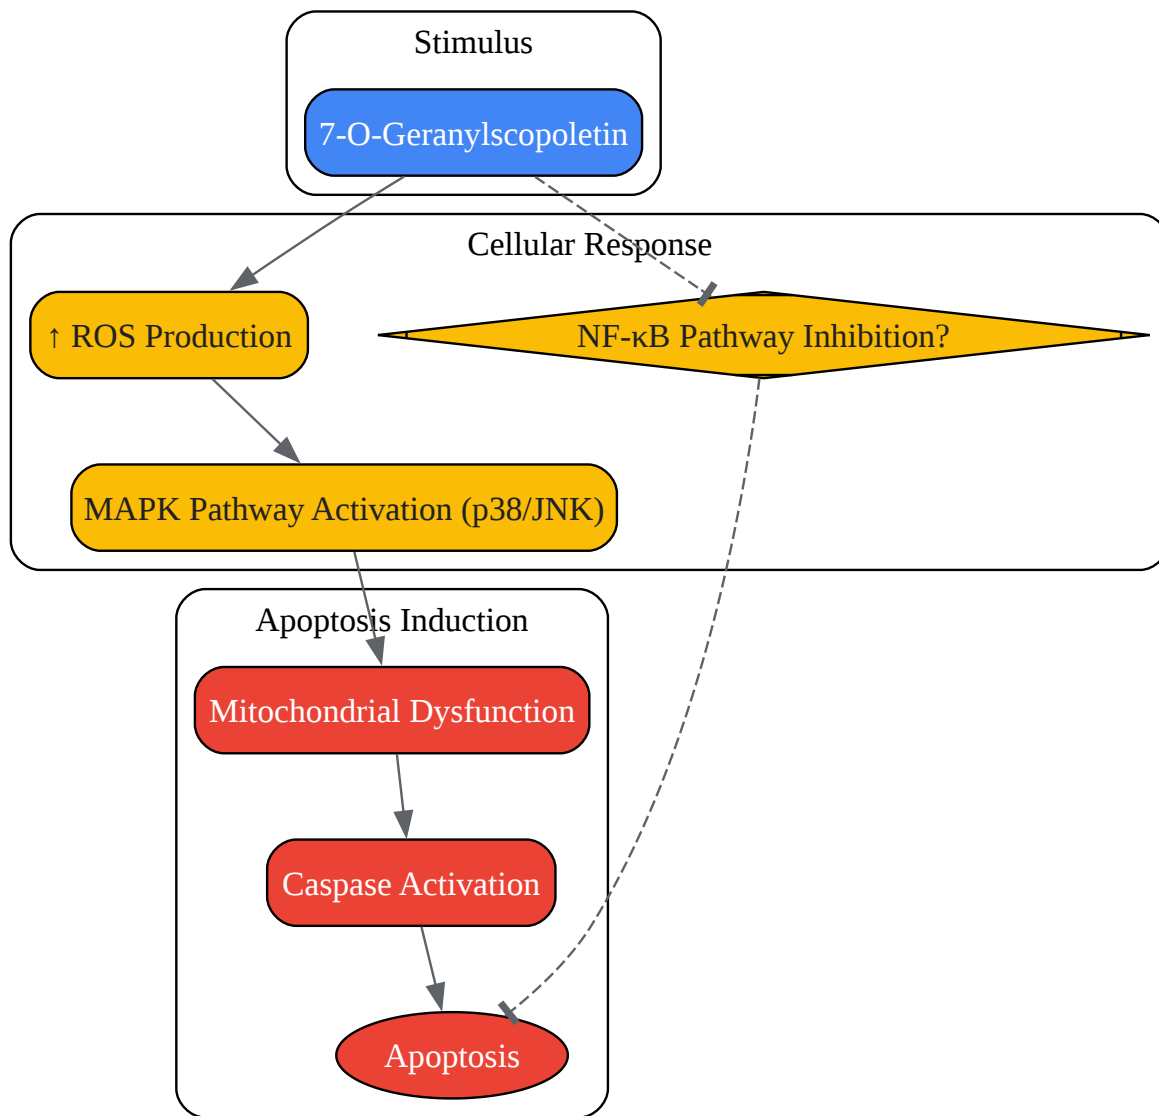 Stimulus
7-O-Geranylscopoletin
Cellular Response
↑ ROS Production
NF-κB Pathway Inhibition?
MAPK Pathway Activation (p38/JNK)
Apoptosis Induction
Mitochondrial Dysfunction
Caspase Activation
Apoptosis